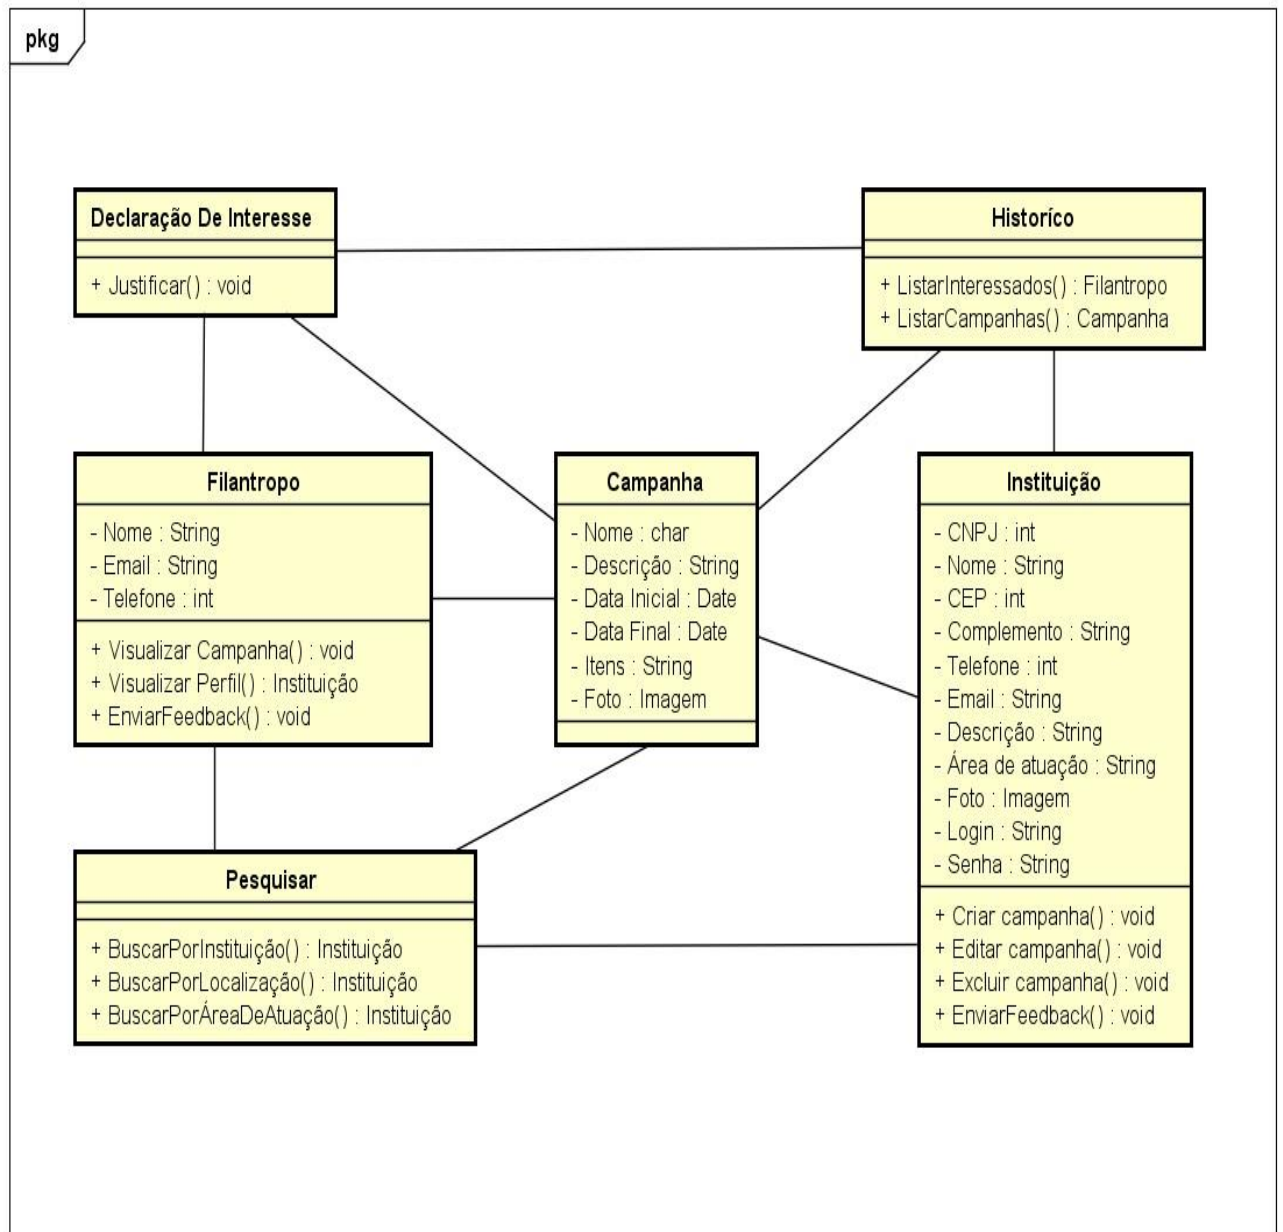 pkg
Declaração De Interesse
+ Justificar() : void
Historíco
+ ListarInteressados() : Filantropo
+ ListarCampanhas() : Campanha
Filantropo
- Nome : String
- Email : String
- Telefone : int
+ Visualizar Campanha() : void
+ Visualizar Perfil() : Instituição
+ EnviarFeedback() : void
Campanha
- Nome : char
- Descrição : String
- Data Inicial : Date
- Data Final : Date
- Itens : String
- Foto : Imagem
Instituição
- CNPJ : int
- Nome : String
- CEP : int
- Complemento : String
- Telefone : int
- Email : String
- Descrição : String
- Área de atuação : String
- Foto : Imagem
- Login : String
- Senha : String
+ Criar campanha() : void
+ Editar campanha() : void
+ Excluir campanha() : void
+ EnviarFeedback() : void
Pesquisar
+ BuscarPorInstituição() : Instituição
+ BuscarPorLocalização() : Instituição
+ BuscarPorÁreaDeAtuação() : Instituição